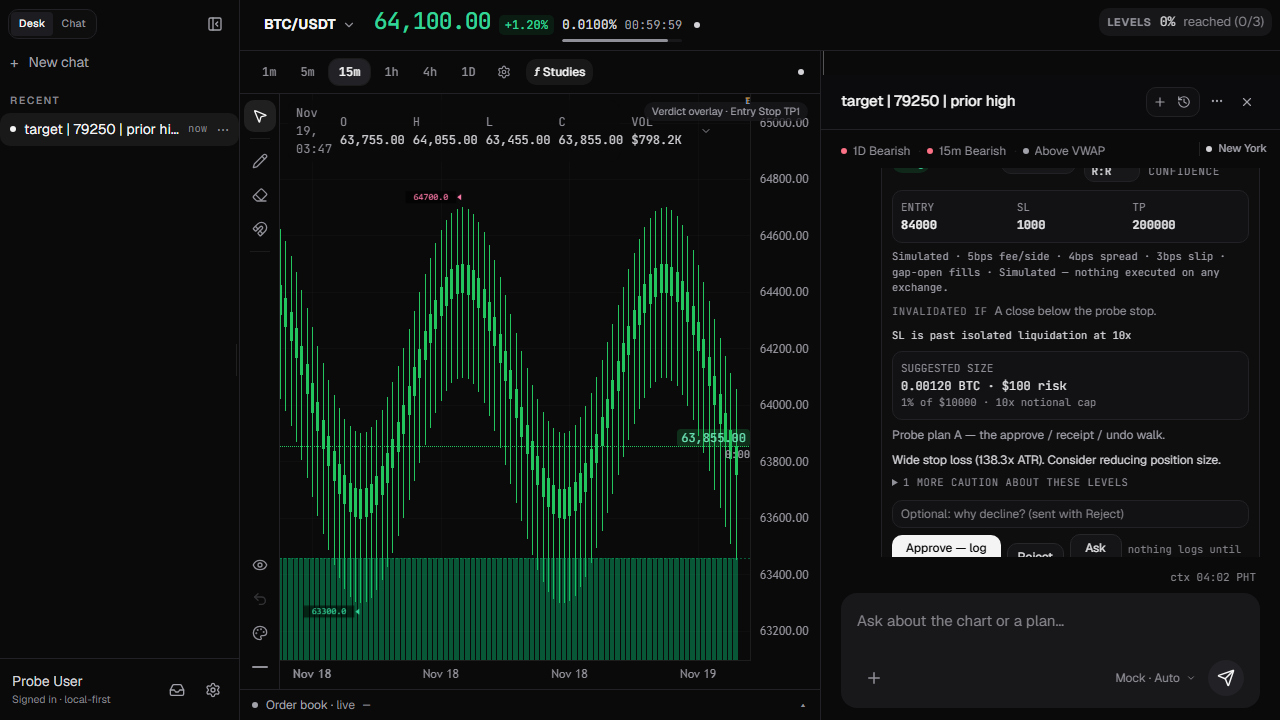 Desk Chat
+ New chat
RECENT
target | 79250 | prior hi... now ...
Probe User
Signed in · local-first
BTC/USDT 64,100.00 +1.20% 0.0100% 00:59:59
LEVELS 0% reached (0/3)
1m 5m 15m 1h 4h 1D f Studies
Verdict overlay · Entry Stop TP1
Nov 19, 03:47
O H L C VOL
63,755.00 64,055.00 63,455.00 63,855.00 $798.2K
65000.00
64800.00
64700.0
64600.00
64400.00
64200.00
64000.00
63,855.00
0:00
63800.00
63600.00
63400.00
63300.0
63200.00
Nov 18 Nov 18 Nov 18 Nov 19
Order book · live —
target | 79250 | prior high
1D Bearish · 15m Bearish · Above VWAP
New York
R:R CONFIDENCE
ENTRY SL TP
84000 1000 200000
Simulated · 5bps fee/side · 4bps spread · 3bps slip ·
gap-open fills · Simulated — nothing executed on any
exchange.
INVALIDATED IF A close below the probe stop.
SL is past isolated liquidation at 10x
SUGGESTED SIZE
0.00120 BTC · $100 risk
1% of $10000 · 10x notional cap
Probe plan A — the approve / receipt / undo walk.
Wide stop loss (138.3x ATR). Consider reducing position size.
1 MORE CAUTION ABOUT THESE LEVELS
Optional: why decline? (sent with Reject)
Approve — log Reject Ask nothing logs until
ctx 04:02 PHT
Ask about the chart or a plan...
Mock · Auto